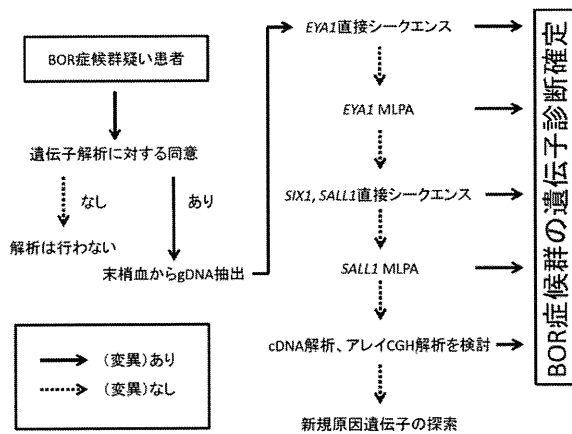 BOR症候群疑い患者
遺伝子解析に対する同意
なし
あり
解析は行わない
末梢血からgDNA抽出
(変異)あり
(変異)なし
EYA1直接シークエンス
EYA1 MLPA
SIX1, SALL1直接シークエンス
SALL1 MLPA
cDNA解析、アレイCGH解析を検討
新規原因遺伝子の探索
BOR症候群の遺伝子診断確定